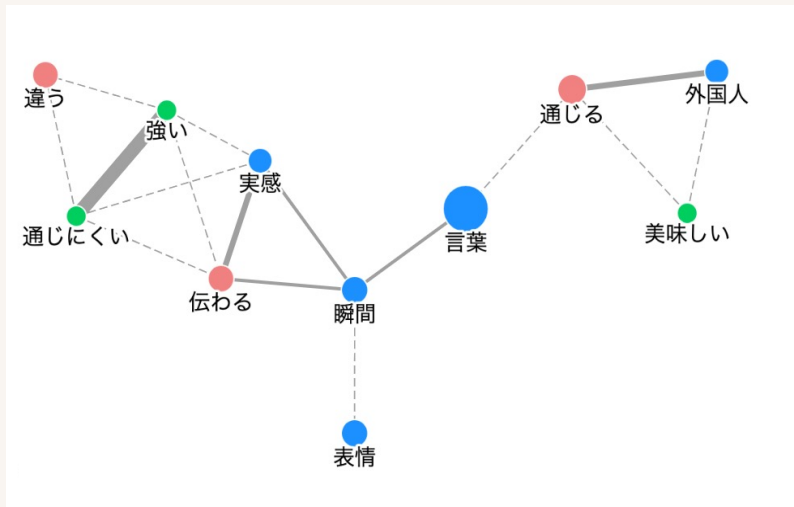 違う
強い
通じる
外国人
実感
通じにくい
言葉
美味しい
伝わる
瞬間
表情